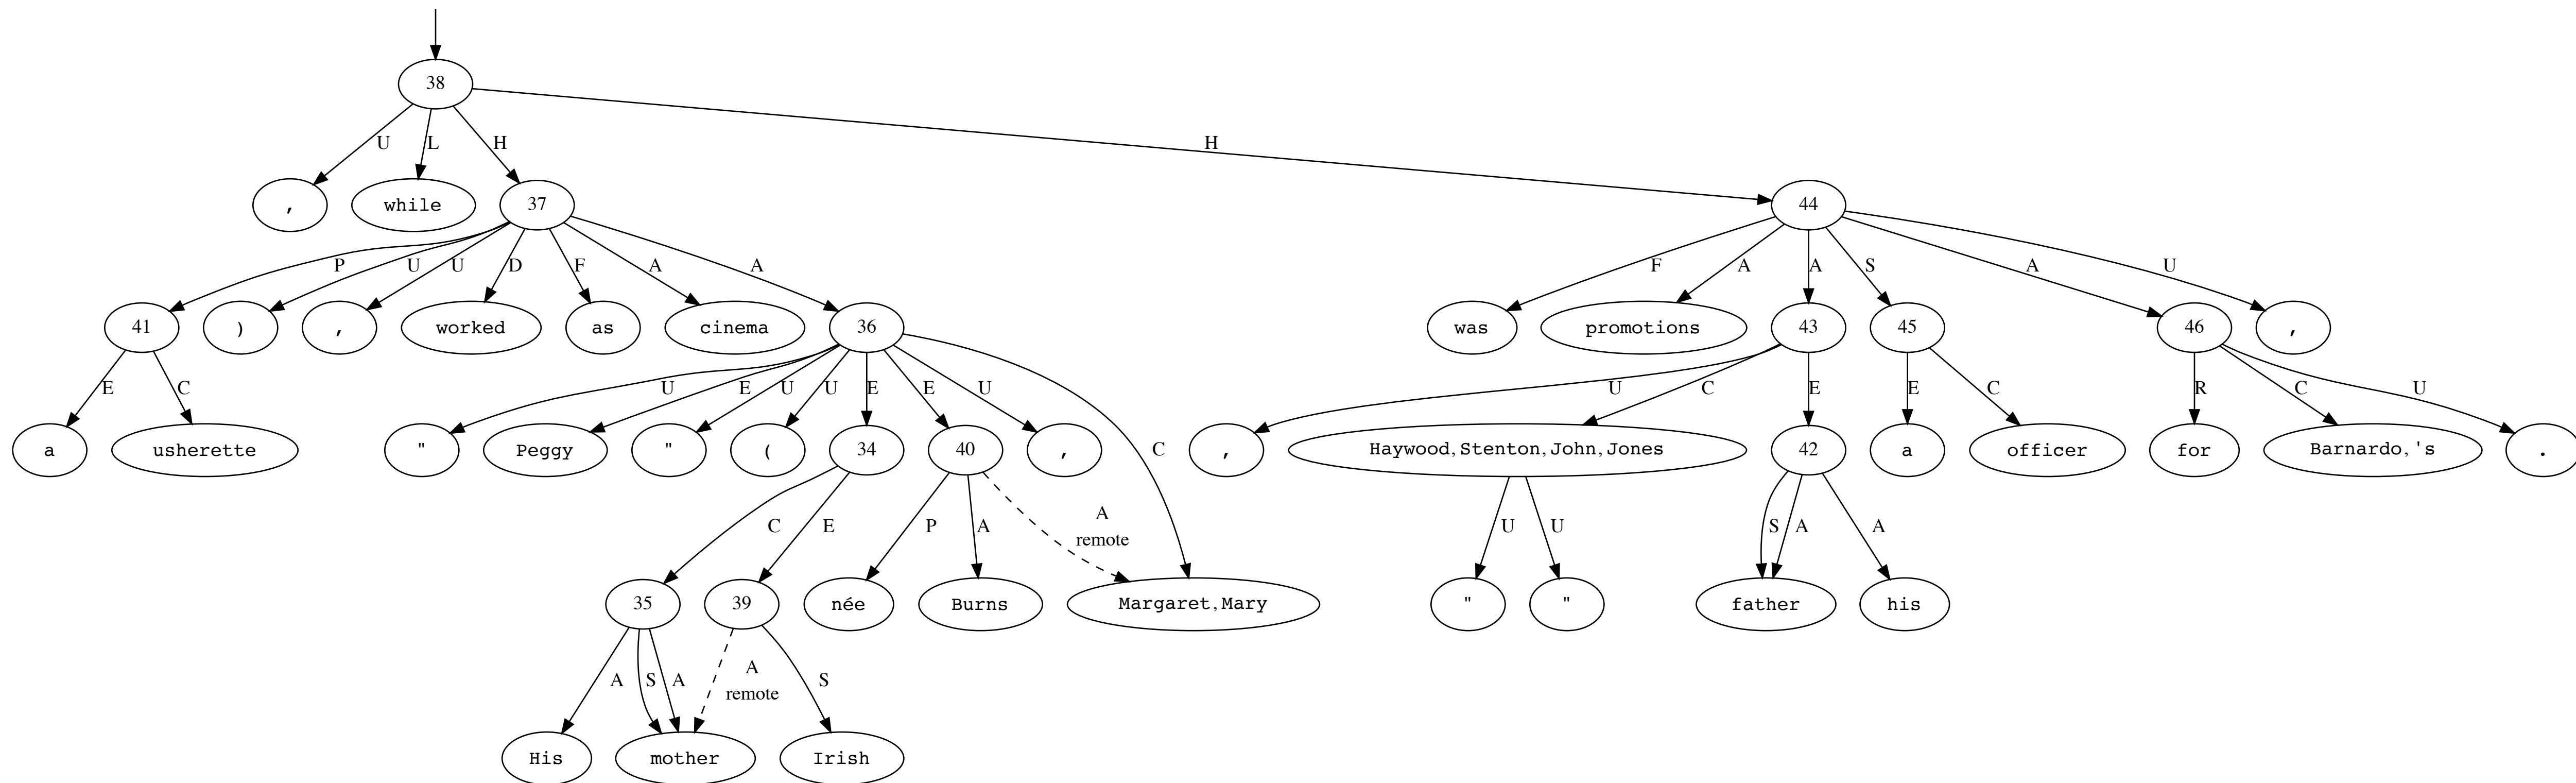 38
U L H H
, while 37 44
P U U D F A A F A A S A U
41 ) , worked as cinema 36 was promotions 43 45 46 ,
E C U E U U E E U C U C E E C R C U
a usherette " Peggy " ( 34 40 , , Haywood,Stenton,John,Jones 42 a officer for Barnardo,'s .
C E P A A remote U U S A A
35 39 née Burns Margaret,Mary " " father his
A S A A remote S
His mother Irish